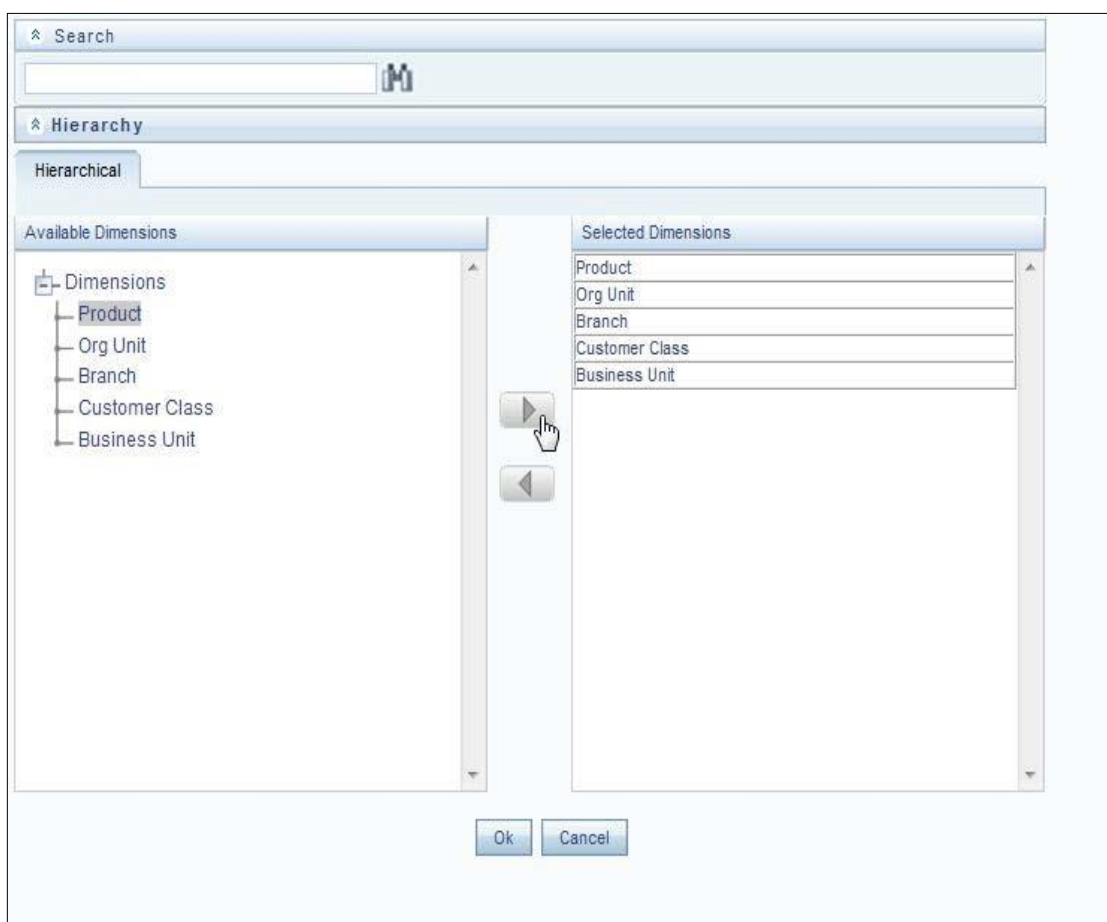 Search
Hierarchy
Hierarchical
Available Dimensions
Dimensions
Product
Org Unit
Branch
Customer Class
Business Unit
Selected Dimensions
Product
Org Unit
Branch
Customer Class
Business Unit
Ok
Cancel